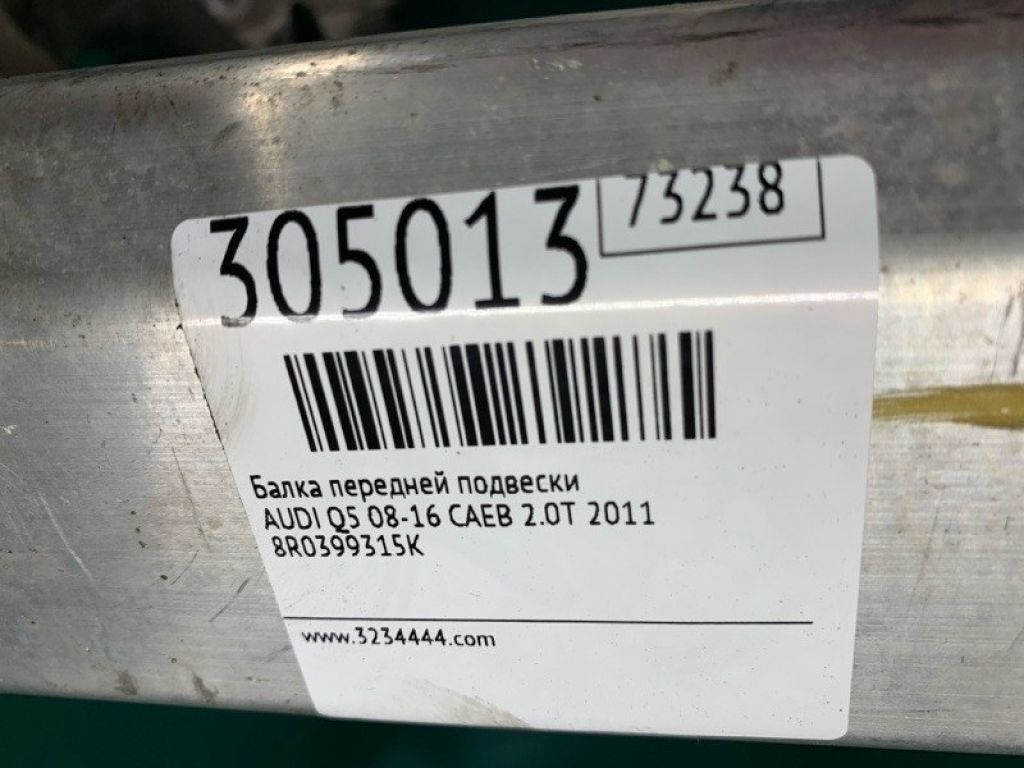 305013
73238
Балка передней подвески
AUDI Q5 08-16 CAEB 2.0T 2011
8R0399315K
www.3234444.com